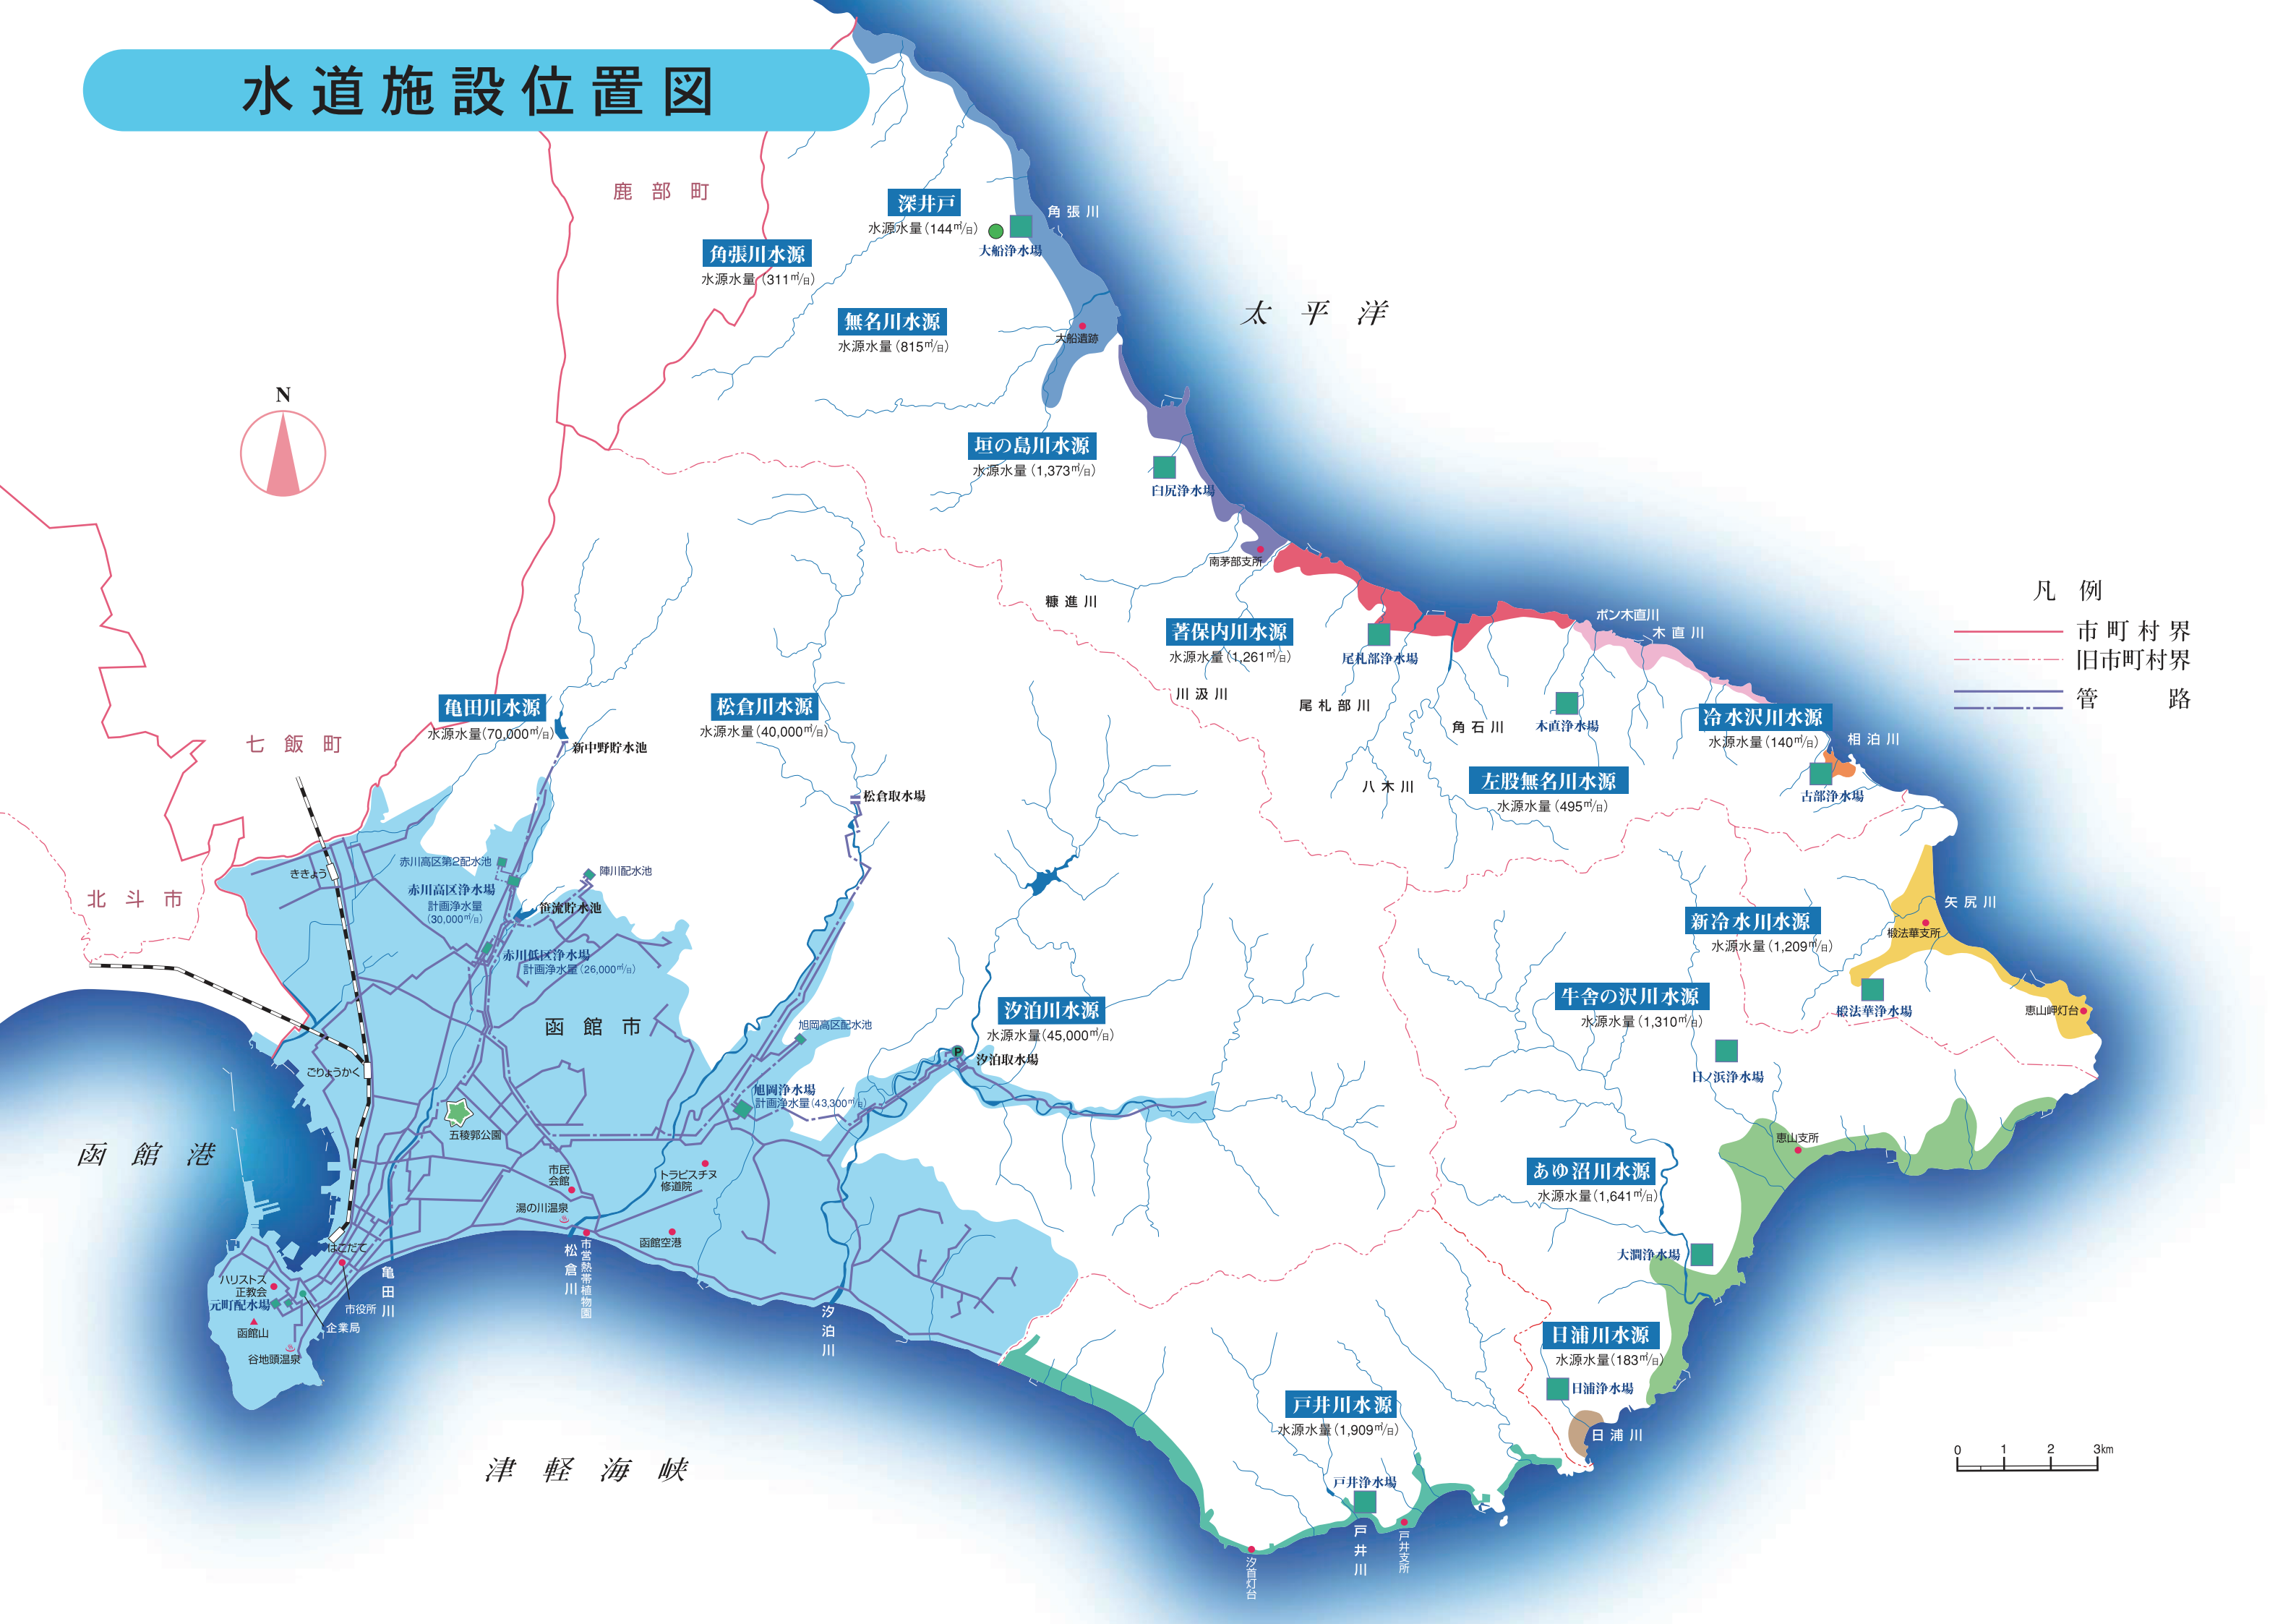 水道施設位置図
鹿部町
深井戸
水源水量(144㎥/日)
角張川
大船浄水場
角張川水源
水源水量(311㎥/日)
無名川水源
水源水量(815㎥/日)
太平洋
大船遺跡
N
垣の島川水源
水源水量(1,373㎥/日)
臼尻浄水場
南茅部支所
糠進川
著保内川水源
水源水量(1,261㎥/日)
川汲川
尾札部浄水場
尾札部川
ポン木直川
木直川
角石川
木直浄水場
八木川
左股無名川水源
水源水量(495㎥/日)
冷水沢川水源
水源水量(140㎥/日)
相泊川
古部浄水場
凡例
市町村界
旧市町村界
管路
七飯町
亀田川水源
水源水量(70,000㎥/日)
新中野貯水池
松倉川水源
水源水量(40,000㎥/日)
松倉取水場
北斗市
ききょう
赤川高区第2配水池
赤川高区浄水場
計画浄水量
(30,000㎥/日)
陣川配水池
笹流貯水池
赤川低区浄水場
計画浄水量(26,000㎥/日)
函館市
旭岡高区配水池
旭岡浄水場
計画浄水量(43,300㎥/日)
汐泊川水源
水源水量(45,000㎥/日)
P
汐泊取水場
新冷水川水源
水源水量(1,209㎥/日)
矢尻川
椴法華支所
椴法華浄水場
恵山岬灯台
牛舎の沢川水源
水源水量(1,310㎥/日)
日ノ浜浄水場
恵山支所
あゆ沼川水源
水源水量(1,641㎥/日)
大澗浄水場
日浦川水源
水源水量(183㎥/日)
日浦浄水場
日浦川
戸井川水源
水源水量(1,909㎥/日)
戸井浄水場
戸井川
戸井支所
汐首灯台
ごりょうかく
五稜郭公園
函館港
市民
会館
湯の川温泉
トラピスチヌ
修道院
函館空港
市営熱帯植物園
松倉川
汐泊川
亀田川
はこだて
ハリストス
正教会
元町配水場
市役所
企業局
函館山
谷地頭温泉
津軽海峡
0 1 2 3km